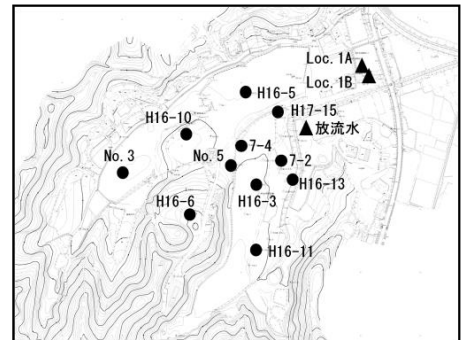 Loc. 1A
Loc. 1B
H16-5
H17-15
放流水
H16-10
7-4
No. 3
No. 5
7-2
H16-13
H16-3
H16-6
H16-11